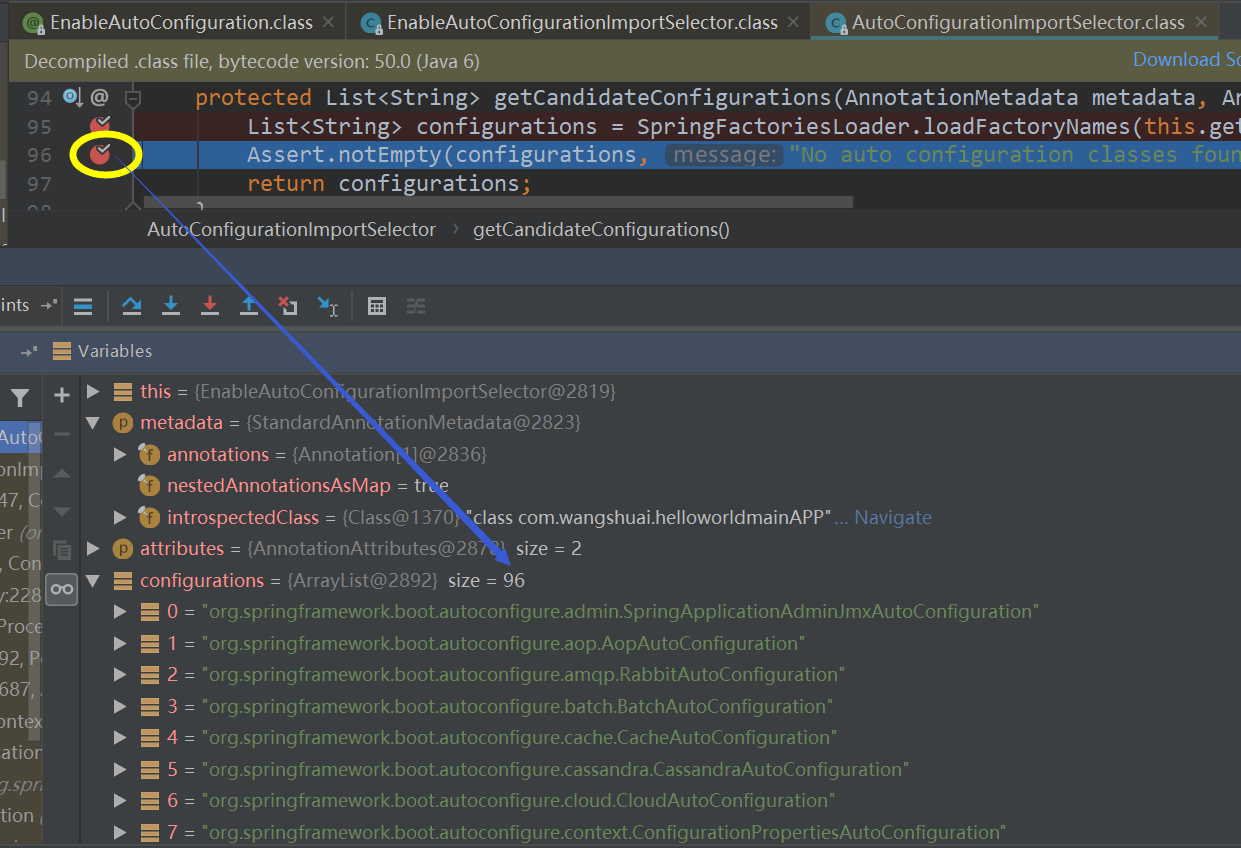 EnableAutoConfiguration.class EnableAutoConfigurationImportSelector.class AutoConfigurationImportSelector.class
Decompiled .class file, bytecode version: 50.0 (Java 6) Download
94 @ protected List<String> getCandidateConfigurations(AnnotationMetadata metadata,
95 List<String> configurations = SpringFactoriesLoader.loadFactoryNames(this.get
96 Assert.notEmpty(configurations, message: "No auto configuration classes foun
97 return configurations;
98 }
AutoConfigurationImportSelector > getCandidateConfigurations()
ints
Variables
this = {EnableAutoConfigurationImportSelector@2819}
metadata = {StandardAnnotationMetadata@2823}
annotations = {Annotation[1]@2836}
nestedAnnotationsAsMap = true
introspectedClass = {Class@1370} "class com.wangshuai.helloworldmainAPP" ... Navigate
attributes = {AnnotationAttributes@2878} size = 2
configurations = {ArrayList@2892} size = 96
0 = "org.springframework.boot.autoconfigure.admin.SpringApplicationAdminJmxAutoConfiguration"
1 = "org.springframework.boot.autoconfigure.aop.AopAutoConfiguration"
2 = "org.springframework.boot.autoconfigure.amqp.RabbitAutoConfiguration"
3 = "org.springframework.boot.autoconfigure.batch.BatchAutoConfiguration"
4 = "org.springframework.boot.autoconfigure.cache.CacheAutoConfiguration"
5 = "org.springframework.boot.autoconfigure.cassandra.CassandraAutoConfiguration"
6 = "org.springframework.boot.autoconfigure.cloud.CloudAutoConfiguration"
7 = "org.springframework.boot.autoconfigure.context.ConfigurationPropertiesAutoConfiguration"